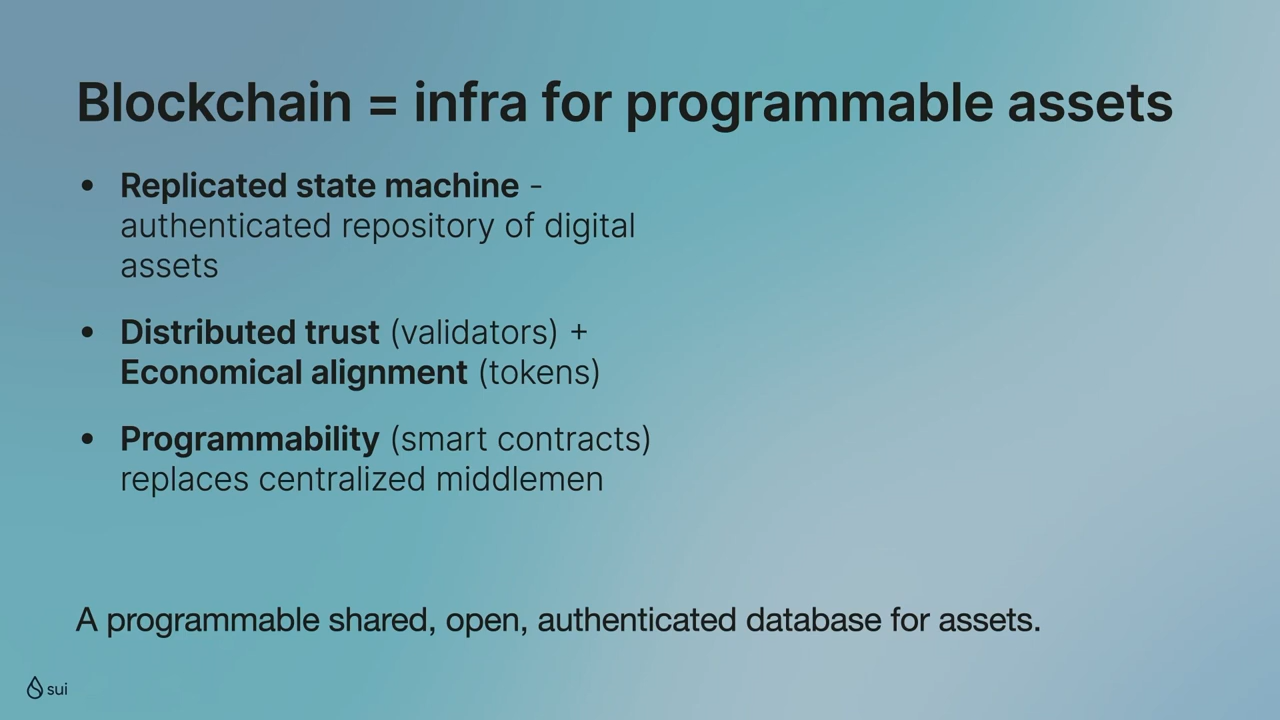 Blockchain = infra for programmable assets
• Replicated state machine -
authenticated repository of digital
assets
• Distributed trust (validators) +
Economical alignment (tokens)
• Programmability (smart contracts)
replaces centralized middlemen
A programmable shared, open, authenticated database for assets.
sui